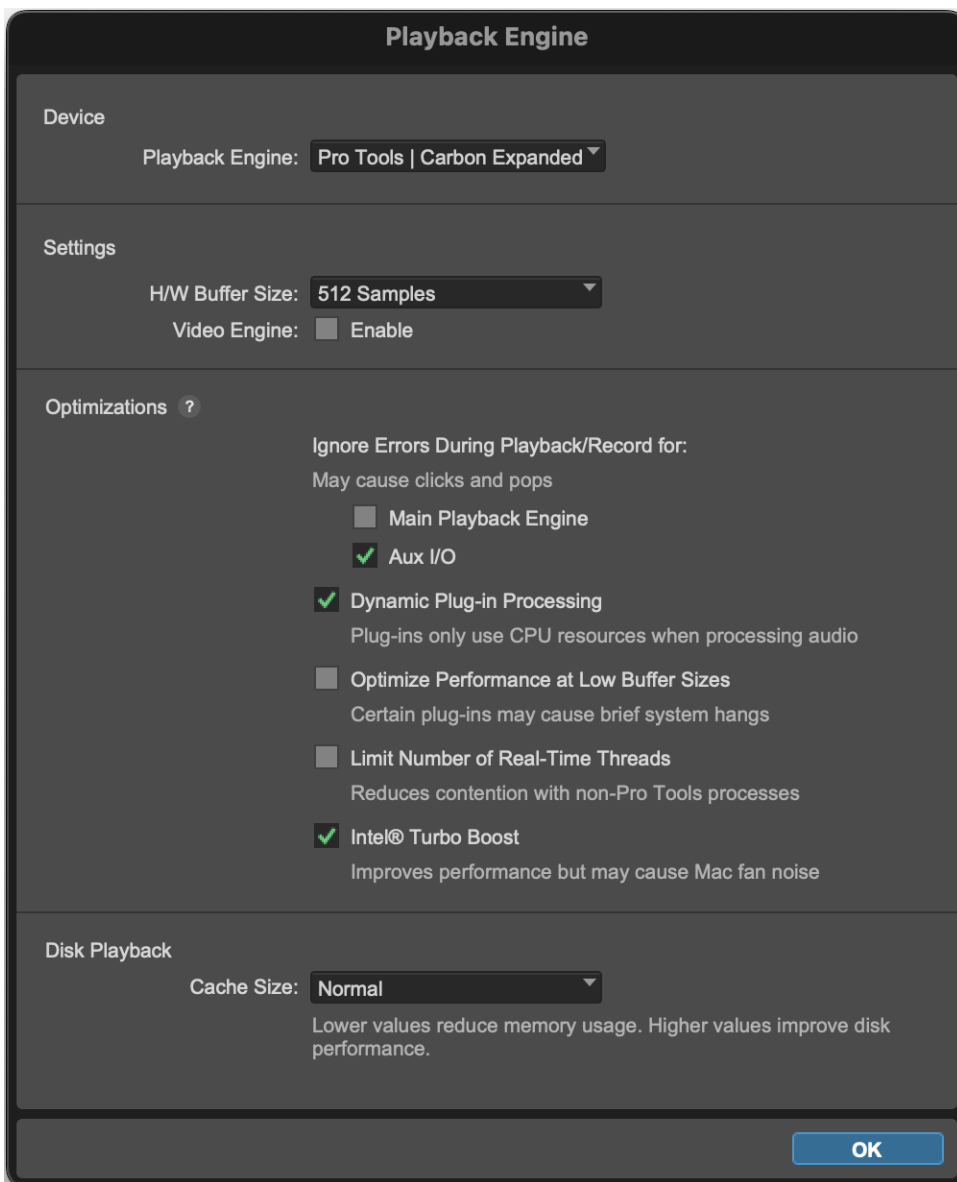 Playback Engine
Device
Playback Engine: Pro Tools | Carbon Expanded
Settings
H/W Buffer Size: 512 Samples
Video Engine: Enable
Optimizations ?
Ignore Errors During Playback/Record for:
May cause clicks and pops
Main Playback Engine
Aux I/O
Dynamic Plug-in Processing
Plug-ins only use CPU resources when processing audio
Optimize Performance at Low Buffer Sizes
Certain plug-ins may cause brief system hangs
Limit Number of Real-Time Threads
Reduces contention with non-Pro Tools processes
Intel® Turbo Boost
Improves performance but may cause Mac fan noise
Disk Playback
Cache Size: Normal
Lower values reduce memory usage. Higher values improve disk
performance.
OK